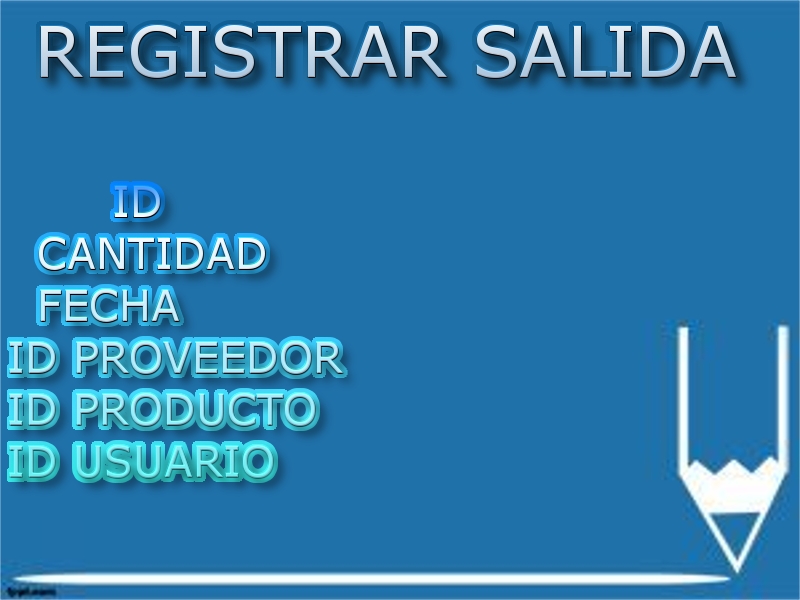 REGISTRAR SALIDA
ID
CANTIDAD
FECHA
ID PROVEEDOR
ID PRODUCTO
ID USUARIO